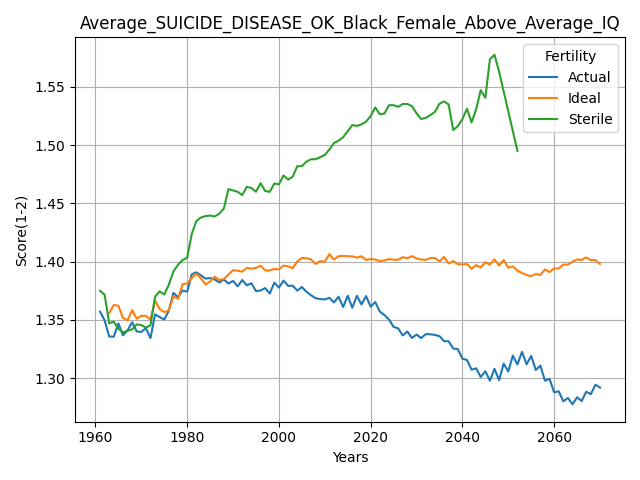 Average_SUICIDE_DISEASE_OK_Black_Female_Above_Average_IQ
Fertility
Actual
Ideal
Sterile
Score(1-2)
1.55
1.50
1.45
1.40
1.35
1.30
1960
1980
2000
2020
2040
2060
Years